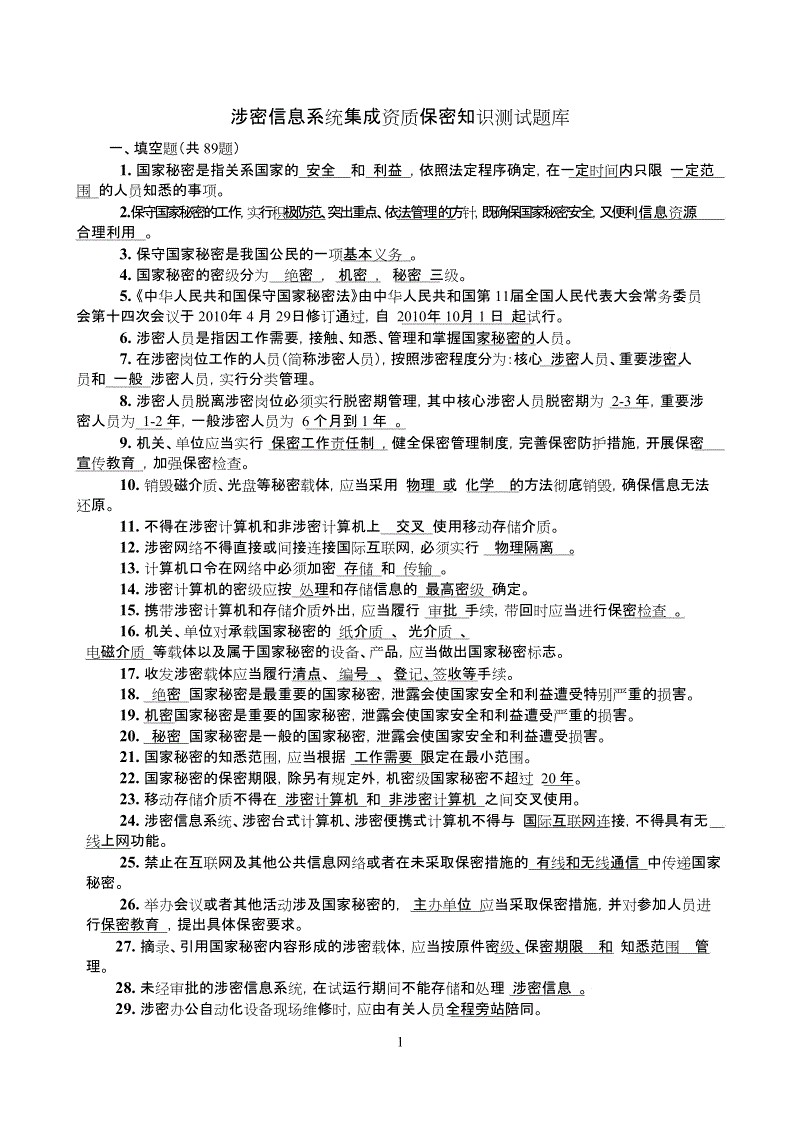 涉密信息系统集成资质保密知识测试题库
一、填空题（共 89题）
1. 国家秘密是指关系国家的 安全 和 利益 ，依照法定程序确定，在一定时间内只限 一定范
围 的人员知悉的事项。
2.保守国家秘密的工作，实行积极防范、突出重点、依法管理的方针，既确保国家秘密安全，又便利信息资源
合理利用 。
3. 保守国家秘密是我国公民的一项基本义务 。
4. 国家秘密的密级分为 绝密 ， 机密 ， 秘密 三级。
5.《中华人民共和国保守国家秘密法》由中华人民共和国第 11届全国人民代表大会常务委员
会第十四次会议于 2010年 4 月 29日修订通过，自 2010年 10月 1 日 起试行。
6. 涉密人员是指因工作需要，接触、知悉、管理和掌握国家秘密的人员。
7. 在涉密岗位工作的人员（简称涉密人员），按照涉密程度分为：核心 涉密人员、重要涉密人
员和 一般 涉密人员，实行分类管理。
8. 涉密人员脱离涉密岗位必须实行脱密期管理，其中核心涉密人员脱密期为 2-3 年，重要涉
密人员为 1-2 年，一般涉密人员为 6 个月到 1 年 。
9. 机关、单位应当实行 保密工作责任制 ，健全保密管理制度，完善保密防护措施，开展保密
宣传教育 ，加强保密检查。
10. 销毁磁介质、光盘等秘密载体，应当采用 物理 或 化学 的方法彻底销毁，确保信息无法
还原。
11. 不得在涉密计算机和非涉密计算机上 交叉 使用移动存储介质。
12. 涉密网络不得直接或间接连接国际互联网，必须实行 物理隔离 。
13. 计算机口令在网络中必须加密 存储 和 传输 。
14. 涉密计算机的密级应按 处理和存储信息的 最高密级 确定。
15. 携带涉密计算机和存储介质外出，应当履行 审批 手续，带回时应当进行保密检查 。
16. 机关、单位对承载国家秘密的 纸介质 、 光介质 、
电磁介质 等载体以及属于国家秘密的设备、产品，应当做出国家秘密标志。
17. 收发涉密载体应当履行清点、 编号 、 登记、签收等手续。
18. 绝密 国家秘密是最重要的国家秘密，泄露会使国家安全和利益遭受特别严重的损害。
19. 机密国家秘密是重要的国家秘密，泄露会使国家安全和利益遭受严重的损害。
20. 秘密 国家秘密是一般的国家秘密，泄露会使国家安全和利益遭受损害。
21. 国家秘密的知悉范围，应当根据 工作需要 限定在最小范围。
22. 国家秘密的保密期限，除另有规定外，机密级国家秘密不超过 20 年。
23. 移动存储介质不得在 涉密计算机 和 非涉密计算机 之间交叉使用。
24. 涉密信息系统、涉密台式计算机、涉密便携式计算机不得与 国际互联网连接，不得具有无
线上网功能。
25. 禁止在互联网及其他公共信息网络或者在未采取保密措施的 有线和无线通信 中传递国家
秘密。
26. 举办会议或者其他活动涉及国家秘密的， 主办单位 应当采取保密措施，并对参加人员进
行保密教育 ，提出具体保密要求。
27. 摘录、引用国家秘密内容形成的涉密载体，应当按原件密级、保密期限 和 知悉范围 管
理。
28. 未经审批的涉密信息系统，在试运行期间不能存储和处理 涉密信息 。
29. 涉密办公自动化设备现场维修时，应由有关人员全程旁站陪同。
1